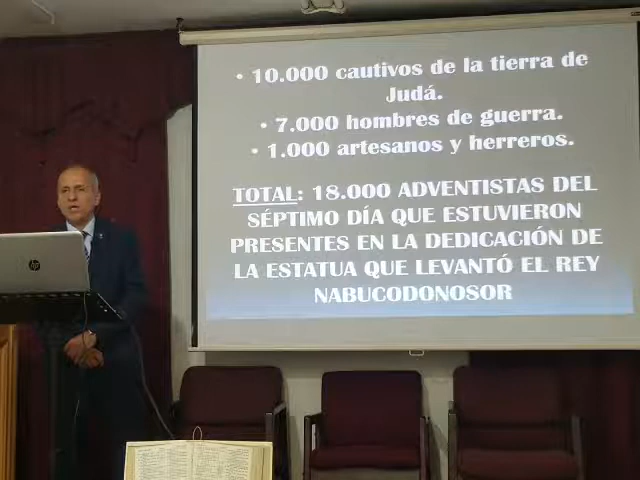 • 10.000 cautivos de la tierra de
Judá.
• 7.000 hombres de guerra.
• 1.000 artesanos y herreros.
TOTAL: 18.000 ADVENTISTAS DEL
SÉPTIMO DÍA QUE ESTUVIERON
PRESENTES EN LA DEDICACIÓN DE
LA ESTATUA QUE LEVANTÓ EL REY
NABUCODONOSOR
hp